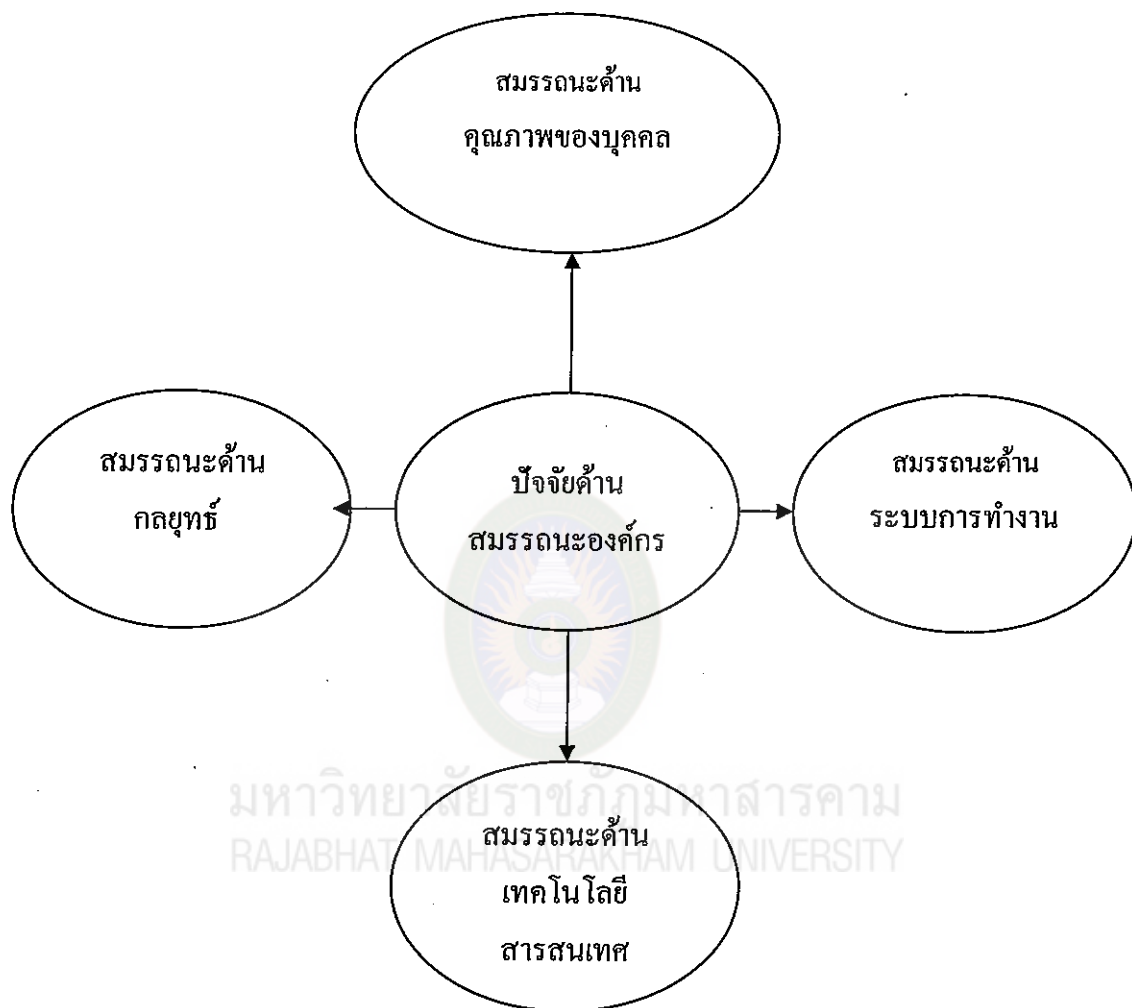 สมรรถนะด้าน
คุณภาพของบุคคล
สมรรถนะด้าน
กลยุทธ์
ปัจจัยด้าน
สมรรถนะองค์กร
สมรรถนะด้าน
ระบบการทำงาน
มหาวิทยาลัยราชภัฏมหาสารคาม
RAJABHAT MAHASARAKHAM UNIVERSITY
สมรรถนะด้าน
เทคโนโลยี
สารสนเทศ